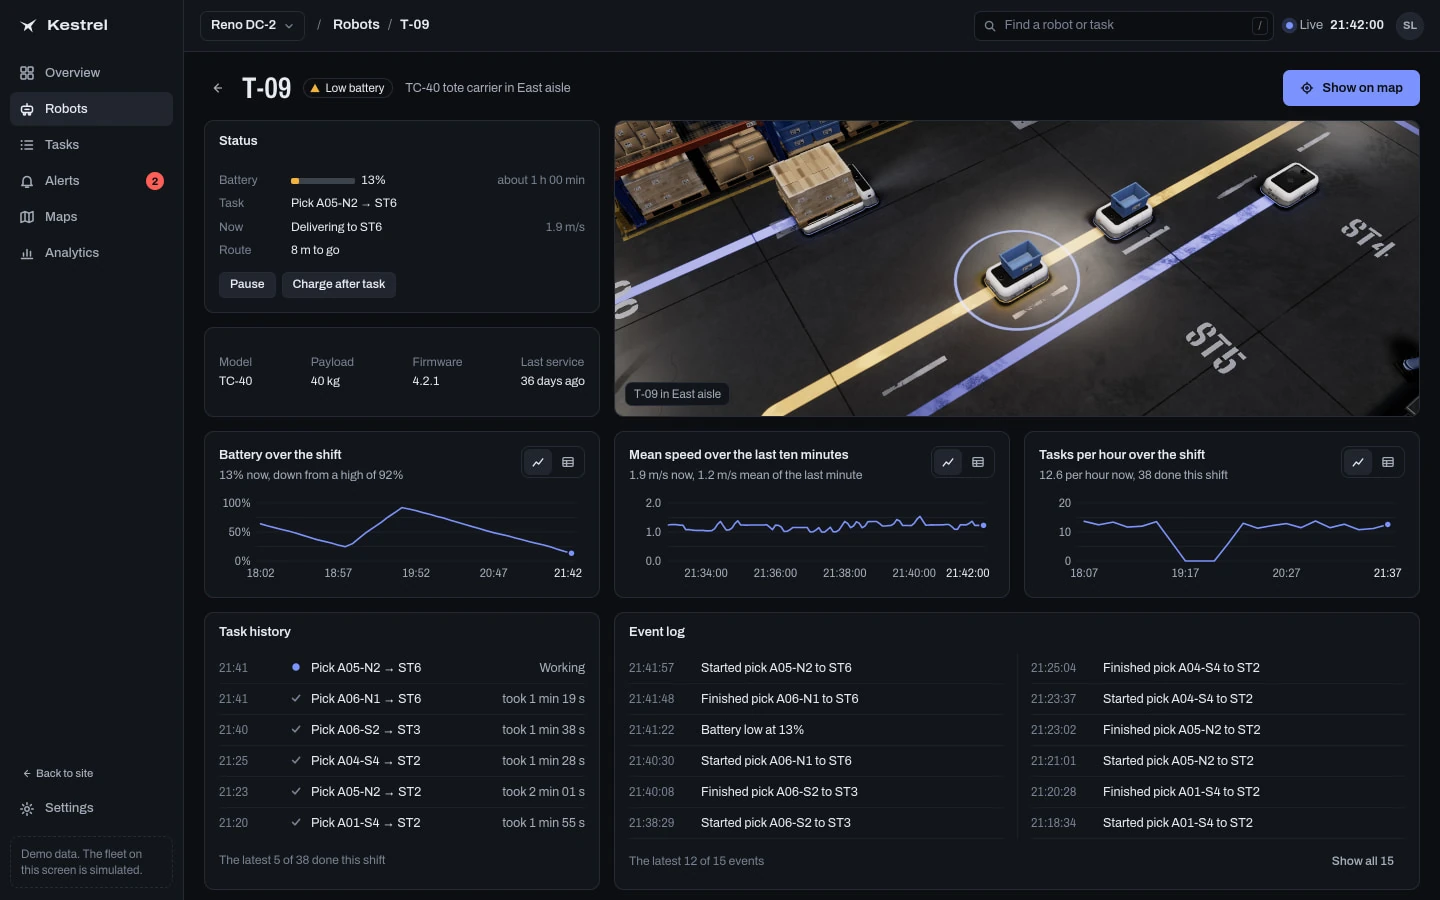 Kestrel
Reno DC-2 / Robots / T-09
Find a robot or task /
Live 21:42:00 SL
Overview
Robots
Tasks
Alerts 2
Maps
Analytics
← Back to site
Settings
Demo data. The fleet on
this screen is simulated.
← T-09 Low battery TC-40 tote carrier in East aisle
Show on map
Status
Battery 13% about 1 h 00 min
Task Pick A05-N2 → ST6
Now Delivering to ST6 1.9 m/s
Route 8 m to go
Pause Charge after task
Model Payload Firmware Last service
TC-40 40 kg 4.2.1 36 days ago
ST4
ST5
T-09 in East aisle
Battery over the shift
13% now, down from a high of 92%
100%
50%
0%
18:02 18:57 19:52 20:47 21:42
Mean speed over the last ten minutes
1.9 m/s now, 1.2 m/s mean of the last minute
2.0
1.0
0.0
21:34:00 21:36:00 21:38:00 21:40:00 21:42:00
Tasks per hour over the shift
12.6 per hour now, 38 done this shift
20
10
0
18:07 19:17 20:27 21:37
Task history
21:41 Pick A05-N2 → ST6 Working
21:41 Pick A06-N1 → ST6 took 1 min 19 s
21:40 Pick A06-S2 → ST3 took 1 min 38 s
21:25 Pick A04-S4 → ST2 took 1 min 28 s
21:23 Pick A05-N2 → ST2 took 2 min 01 s
21:20 Pick A01-S4 → ST2 took 1 min 55 s
The latest 5 of 38 done this shift
Event log
21:41:57 Started pick A05-N2 to ST6
21:41:48 Finished pick A06-N1 to ST6
21:41:22 Battery low at 13%
21:40:30 Started pick A06-N1 to ST6
21:40:08 Finished pick A06-S2 to ST3
21:38:29 Started pick A06-S2 to ST3
21:25:04 Finished pick A04-S4 to ST2
21:23:37 Started pick A04-S4 to ST2
21:23:02 Finished pick A05-N2 to ST2
21:21:01 Started pick A05-N2 to ST2
21:20:28 Finished pick A01-S4 to ST2
21:18:34 Started pick A01-S4 to ST2
The latest 12 of 15 events
Show all 15